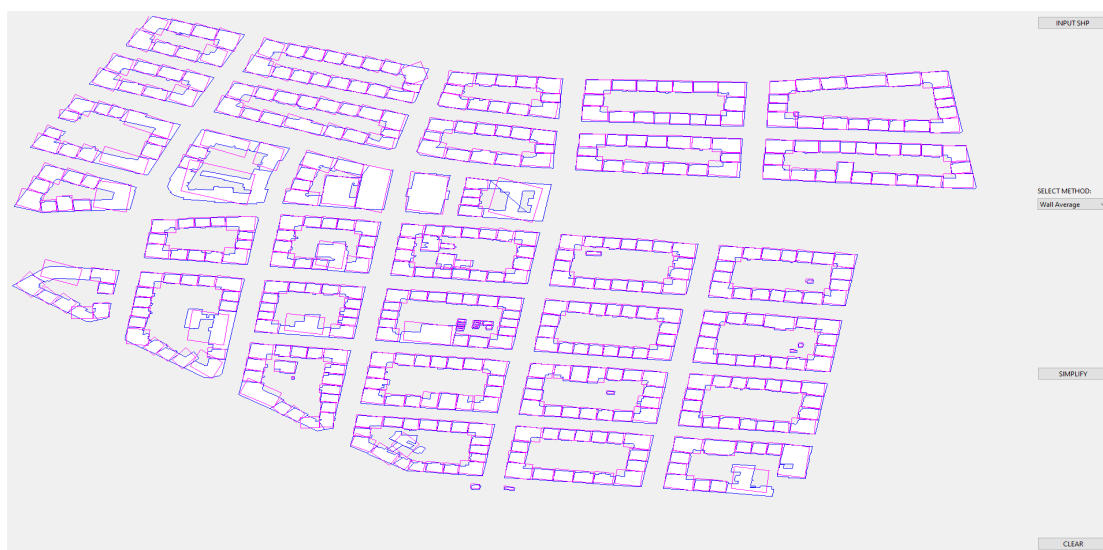 INPUT SHP
SELECT METHOD:
Wall Average
SIMPLIFY
CLEAR